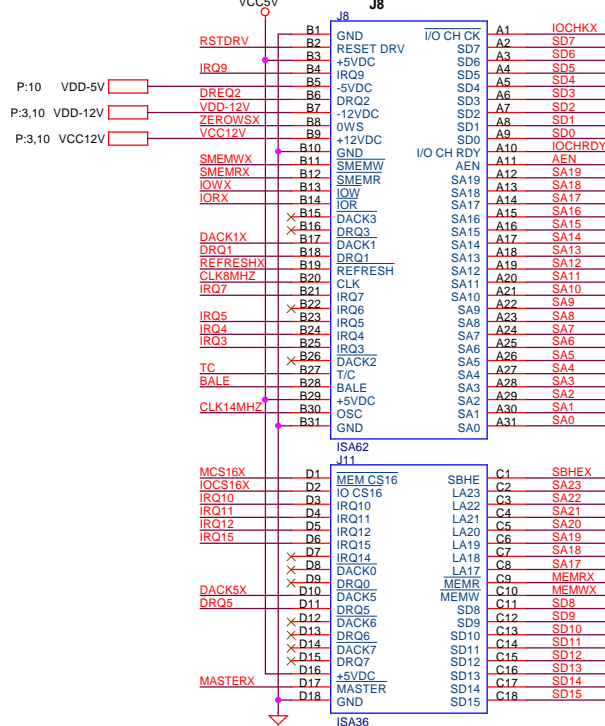 VCC5V
J8
J8
B1 GND I/O CH CK A1 IOCHKX
RSTDRV B2 RESET DRV SD7 A2 SD7
B3 +5VDC SD6 A3 SD6
IRQ9 B4 IRQ9 SD5 A4 SD5
P:10 VDD-5V B5 -5VDC SD4 A5 SD4
DREQ2 B6 DRQ2 SD3 A6 SD3
P:3,10 VDD-12V VDD-12V B7 -12VDC SD2 A7 SD2
ZEROWSX B8 0WS SD1 A8 SD1
P:3,10 VCC12V VCC12V B9 +12VDC SD0 A9 SD0
B10 GND I/O CH RDY A10 IOCHRDY
SMEMWX B11 SMEMW AEN A11 AEN
SMEMRX B12 SMEMR SA19 A12 SA19
IOWX B13 IOW SA18 A13 SA18
IORX B14 IOR SA17 A14 SA17
B15 DACK3 SA16 A15 SA16
B16 DRQ3 SA15 A16 SA15
DACK1X B17 DACK1 SA14 A17 SA14
DRQ1 B18 DRQ1 SA13 A18 SA13
REFRESHX B19 REFRESH SA12 A19 SA12
CLK8MHZ B20 CLK SA11 A20 SA11
IRQ7 B21 IRQ7 SA10 A21 SA10
B22 IRQ6 SA9 A22 SA9
IRQ5 B23 IRQ5 SA8 A23 SA8
IRQ4 B24 IRQ4 SA7 A24 SA7
IRQ3 B25 IRQ3 SA6 A25 SA6
B26 DACK2 SA5 A26 SA5
TC B27 T/C SA4 A27 SA4
BALE B28 BALE SA3 A28 SA3
B29 +5VDC SA2 A29 SA2
CLK14MHZ B30 OSC SA1 A30 SA1
B31 GND SA0 A31 SA0
ISA62
J11
MCS16X D1 MEM CS16 SBHE C1 SBHEX
IOCS16X D2 IO CS16 LA23 C2 SA23
IRQ10 D3 IRQ10 LA22 C3 SA22
IRQ11 D4 IRQ11 LA21 C4 SA21
IRQ12 D5 IRQ12 LA20 C5 SA20
IRQ15 D6 IRQ15 LA19 C6 SA19
D7 IRQ14 LA18 C7 SA18
D8 DACK0 LA17 C8 SA17
D9 DRQ0 MEMR C9 MEMRX
DACK5X D10 DACK5 MEMW C10 MEMWX
DRQ5 D11 DRQ5 SD8 C11 SD8
D12 DACK6 SD9 C12 SD9
D13 DRQ6 SD10 C13 SD10
D14 DACK7 SD11 C14 SD11
D15 DRQ7 SD12 C15 SD12
D16 +5VDC SD13 C16 SD13
MASTERX D17 MASTER SD14 C17 SD14
D18 GND SD15 C18 SD15
ISA36